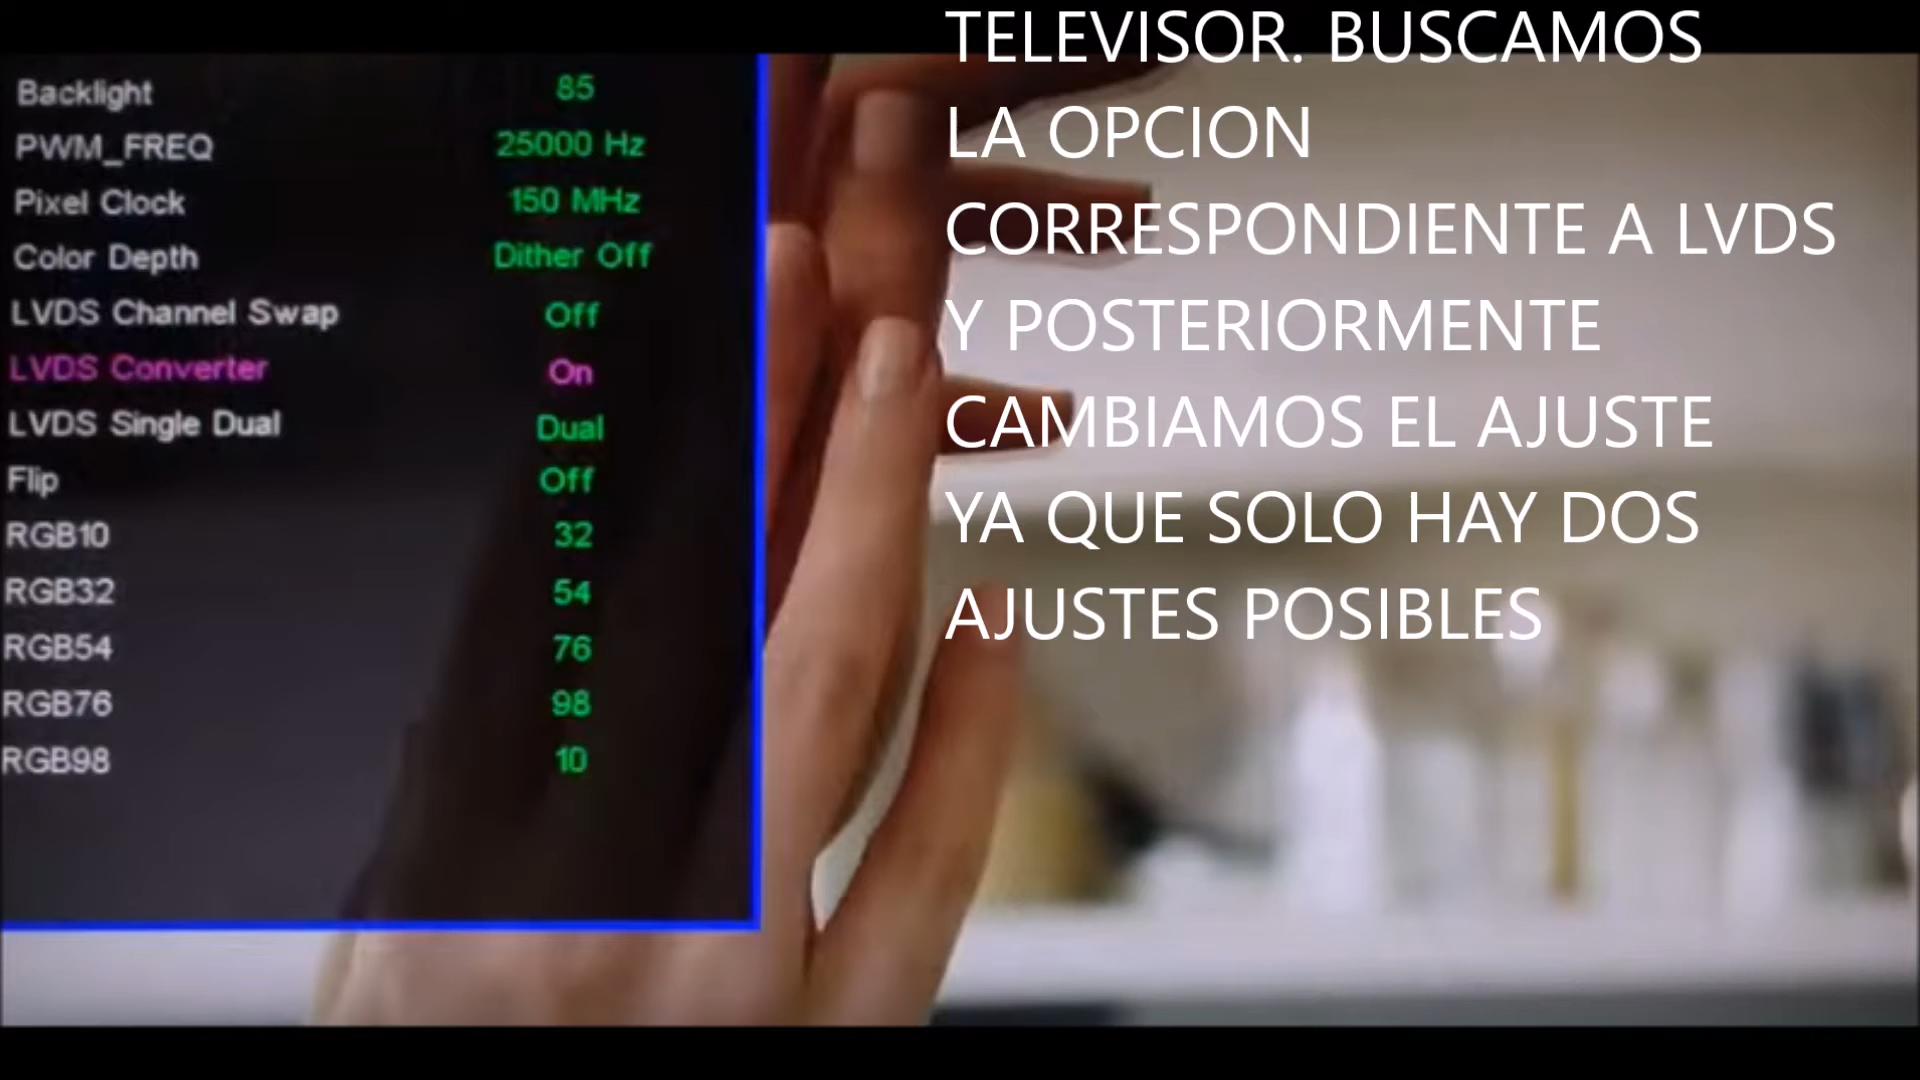 Backlight 85
PWM_FREQ 25000 Hz
Pixel Clock 150 MHz
Color Depth Dither Off
LVDS Channel Swap Off
LVDS Converter On
LVDS Single Dual Dual
Flip Off
RGB10 32
RGB32 54
RGB54 76
RGB76 98
RGB98 10
TELEVISOR. BUSCAMOS
LA OPCION
CORRESPONDIENTE A LVDS
Y POSTERIORMENTE
CAMBIAMOS EL AJUSTE
YA QUE SOLO HAY DOS
AJUSTES POSIBLES